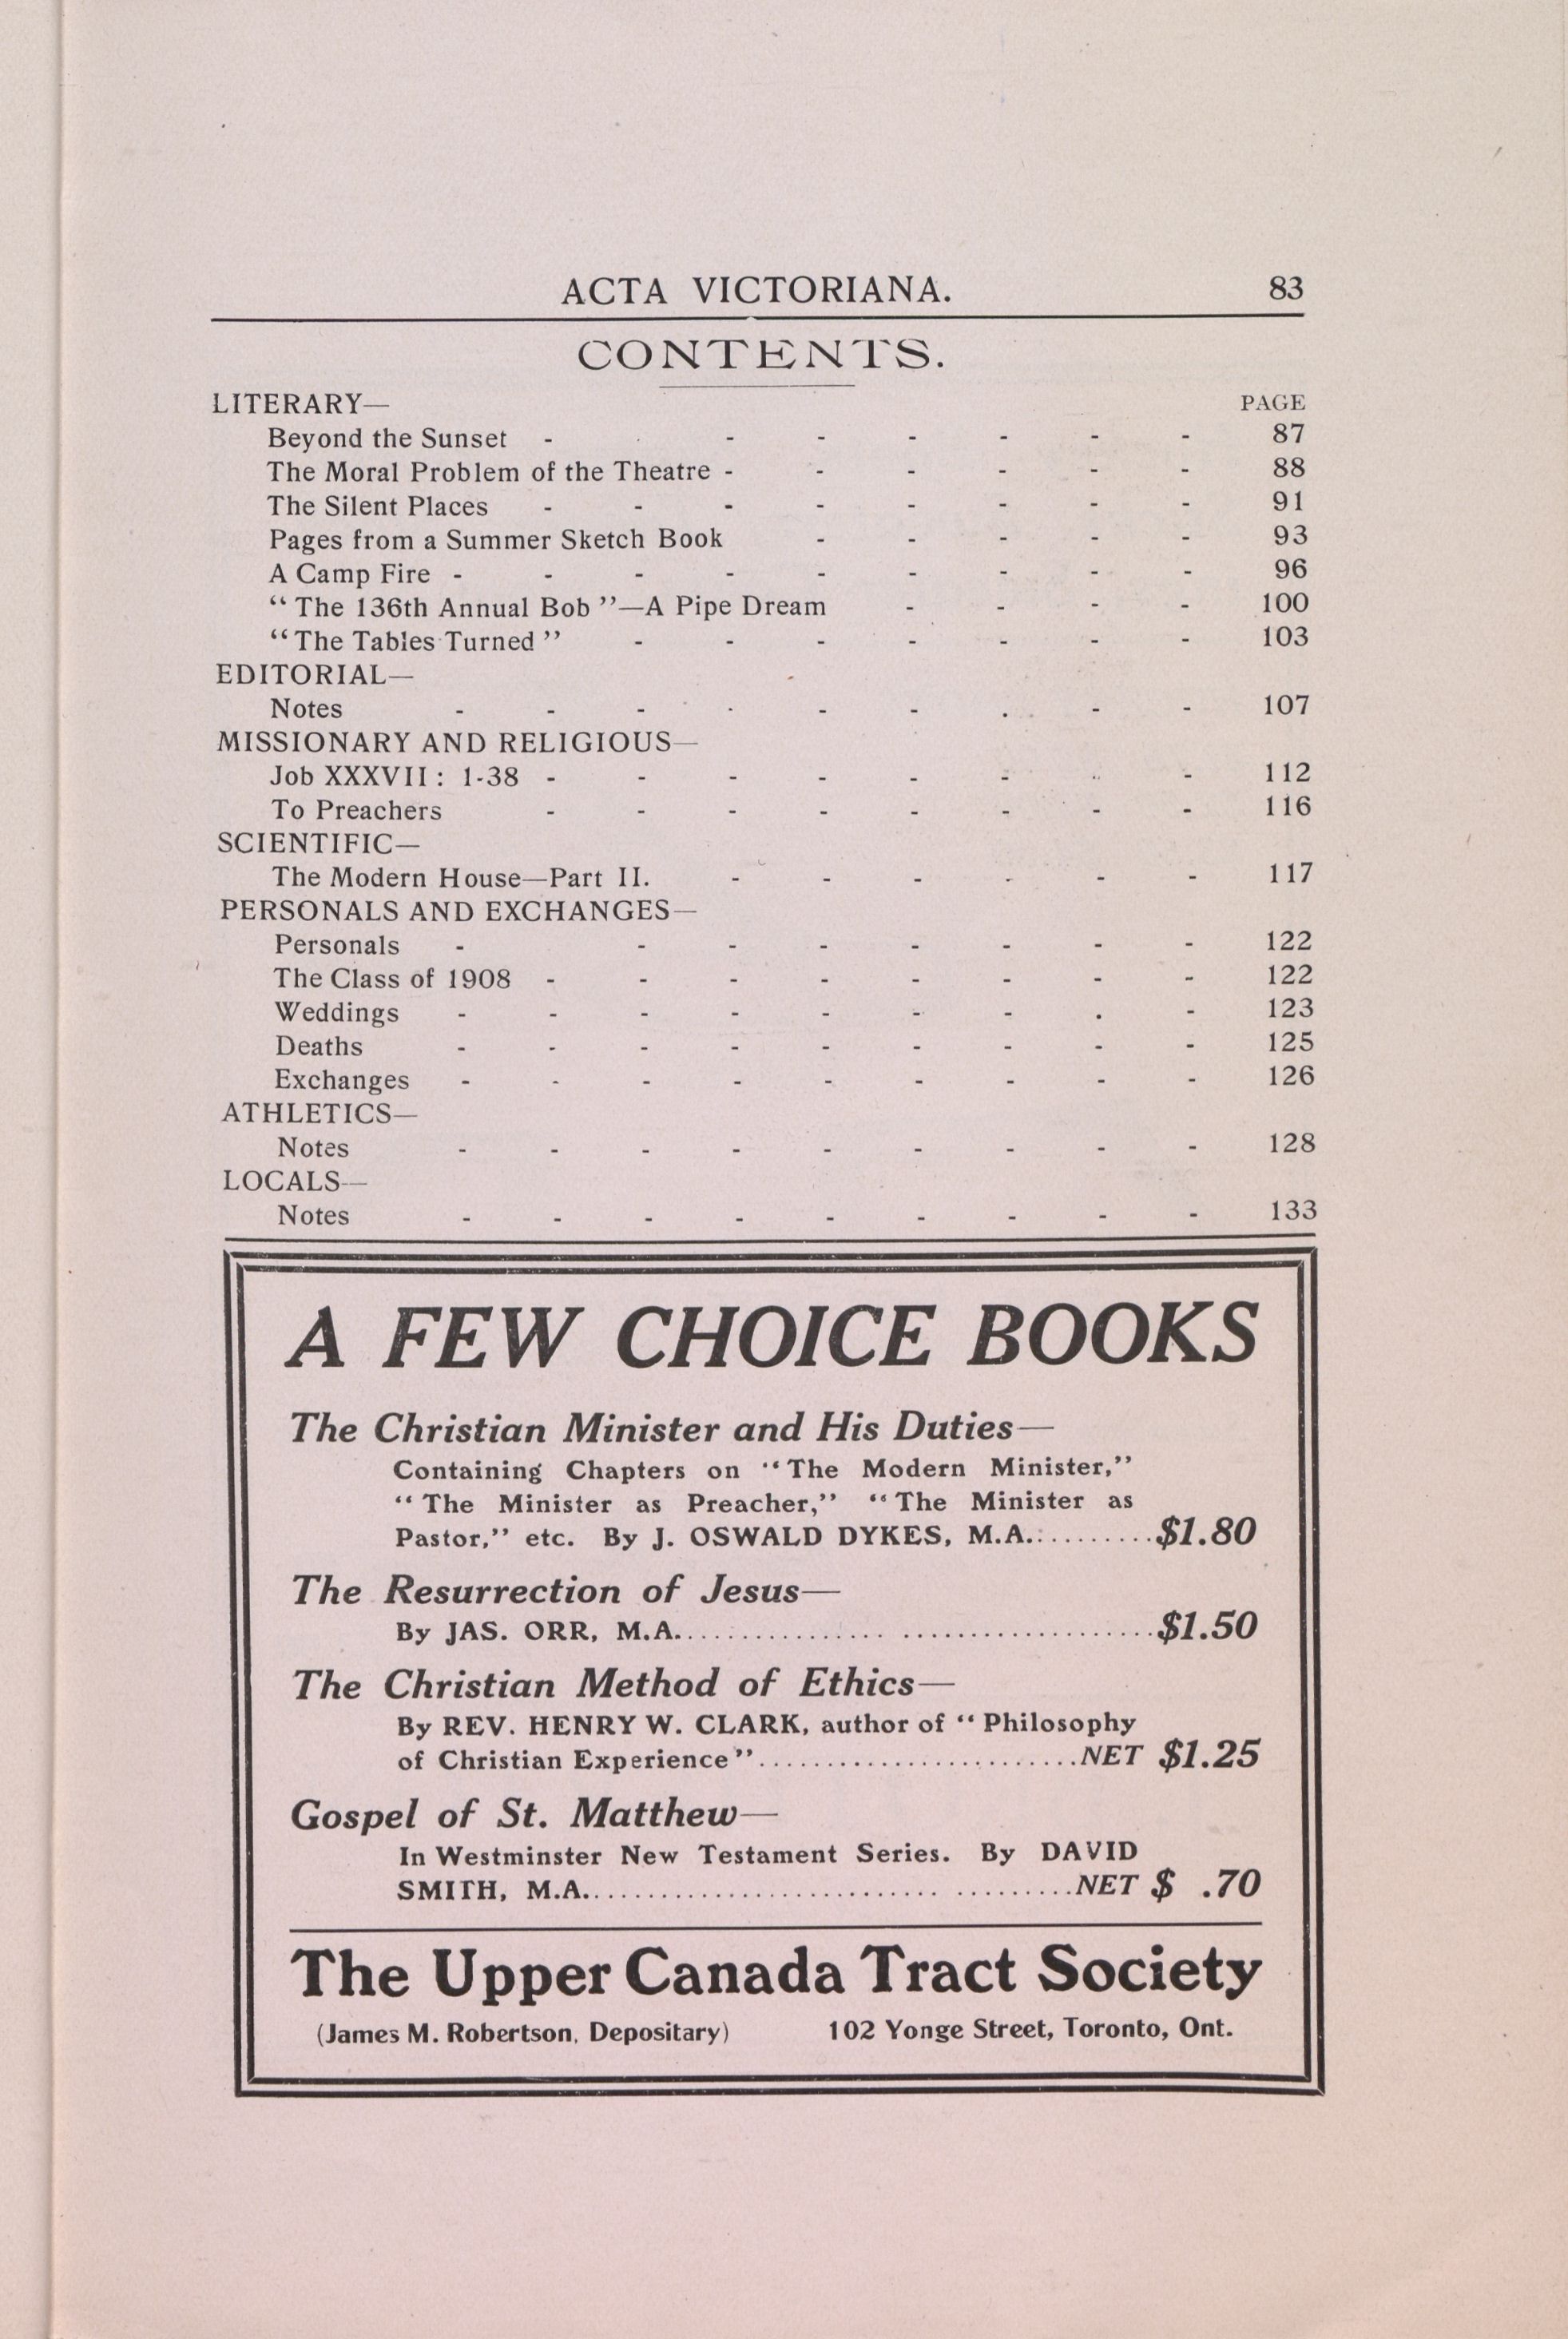 ACTA VICTORIANA. 83
CONTENTS.
LITERARY— PAGE
Beyond the Sunset - - - - - - - 87
The Moral Problem of the Theatre - - - - - - 88
The Silent Places - - - - - - - - 91
Pages from a Summer Sketch Book - - - - - 93
A Camp Fire - - - - - - - - - 96
“The 136th Annual Bob”—A Pipe Dream - - - - 100
“The Tables Turned” - - - - - - - 103
EDITORIAL—
Notes - - - - - - - - - 107
MISSIONARY AND RELIGIOUS—
Job XXXVII: 1-38 - - - - - - - - 112
To Preachers - - - - - - - - 116
SCIENTIFIC—
The Modern House—Part II. - - - - - - 117
PERSONALS AND EXCHANGES—
Personals - - - - - - - - 122
The Class of 1908 - - - - - - - - 122
Weddings - - - - - - - . - 123
Deaths - - - - - - - - - 125
Exchanges - - - - - - - - - 126
ATHLETICS—
Notes - - - - - - - - - 128
LOCALS—
Notes - - - - - - - - - 133
A FEW CHOICE BOOKS
The Christian Minister and His Duties—
Containing Chapters on “The Modern Minister,”
“The Minister as Preacher,” “The Minister as
Pastor,” etc. By J. OSWALD DYKES, M.A..........$1.80
The Resurrection of Jesus—
By JAS. ORR, M.A...................................$1.50
The Christian Method of Ethics—
By REV. HENRY W. CLARK, author of “Philosophy
of Christian Experience”........................NET $1.25
Gospel of St. Matthew—
In Westminster New Testament Series. By DAVID
SMITH, M.A....................................NET $ .70
The Upper Canada Tract Society
(James M. Robertson, Depositary) 102 Yonge Street, Toronto, Ont.